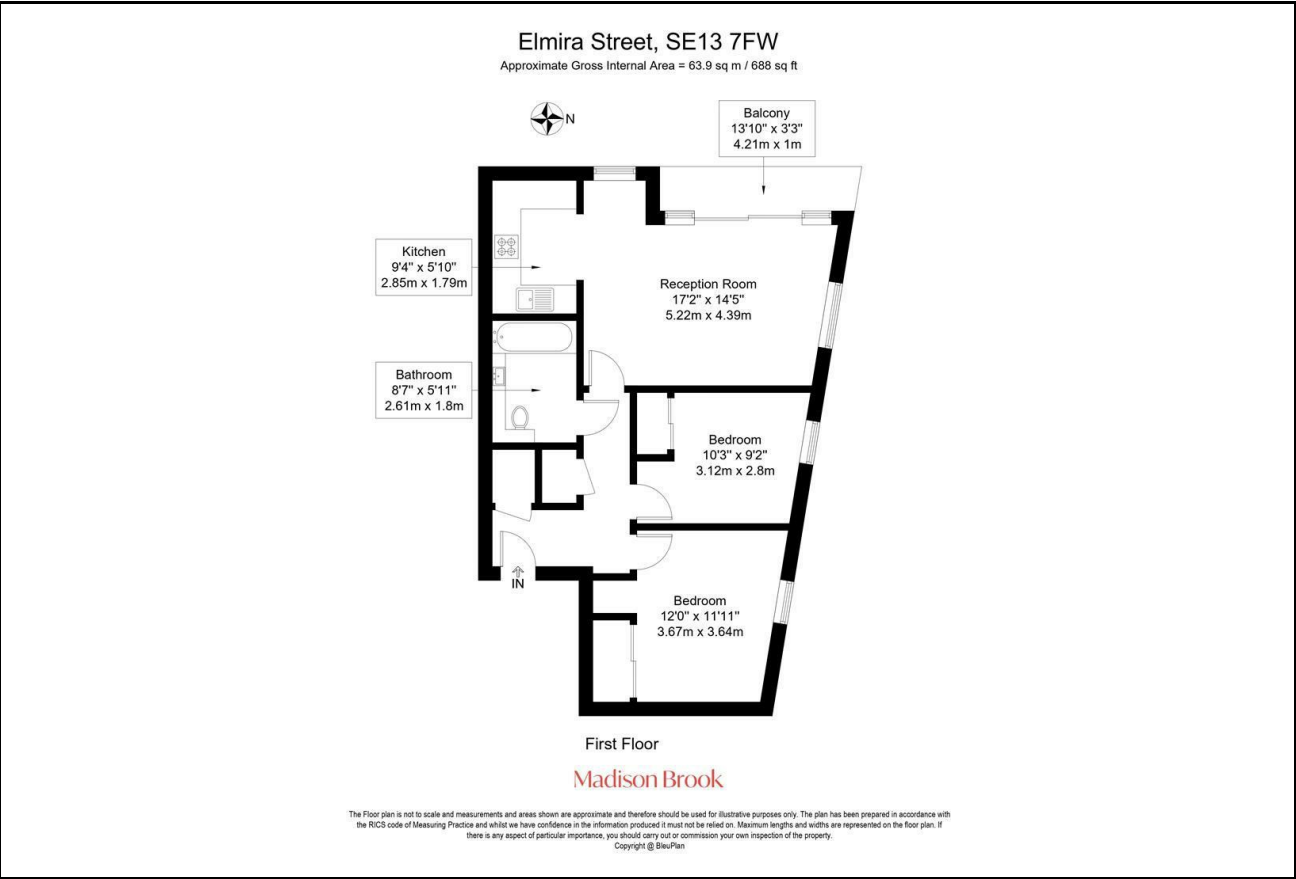 Elmira Street, SE13 7FW
Approximate Gross Internal Area = 63.9 sq m / 688 sq ft
N
Balcony
13'10" x 3'3"
4.21m x 1m
Kitchen
9'4" x 5'10"
2.85m x 1.79m
Reception Room
17'2" x 14'5"
5.22m x 4.39m
Bathroom
8'7" x 5'11"
2.61m x 1.8m
Bedroom
10'3" x 9'2"
3.12m x 2.8m
IN
Bedroom
12'0" x 11'11"
3.67m x 3.64m
First Floor
Madison Brook
The Floor plan is not to scale and measurements and areas shown are approximate and therefore should be used for illustrative purposes only. The plan has been prepared in accordance with
the RICS code of Measuring Practice and whilst we have confidence in the information produced it must not be relied on. Maximum lengths and widths are represented on the floor plan. If
there is any aspect of particular importance, you should carry out or commission your own inspection of the property.
Copyright @ BleuPlan